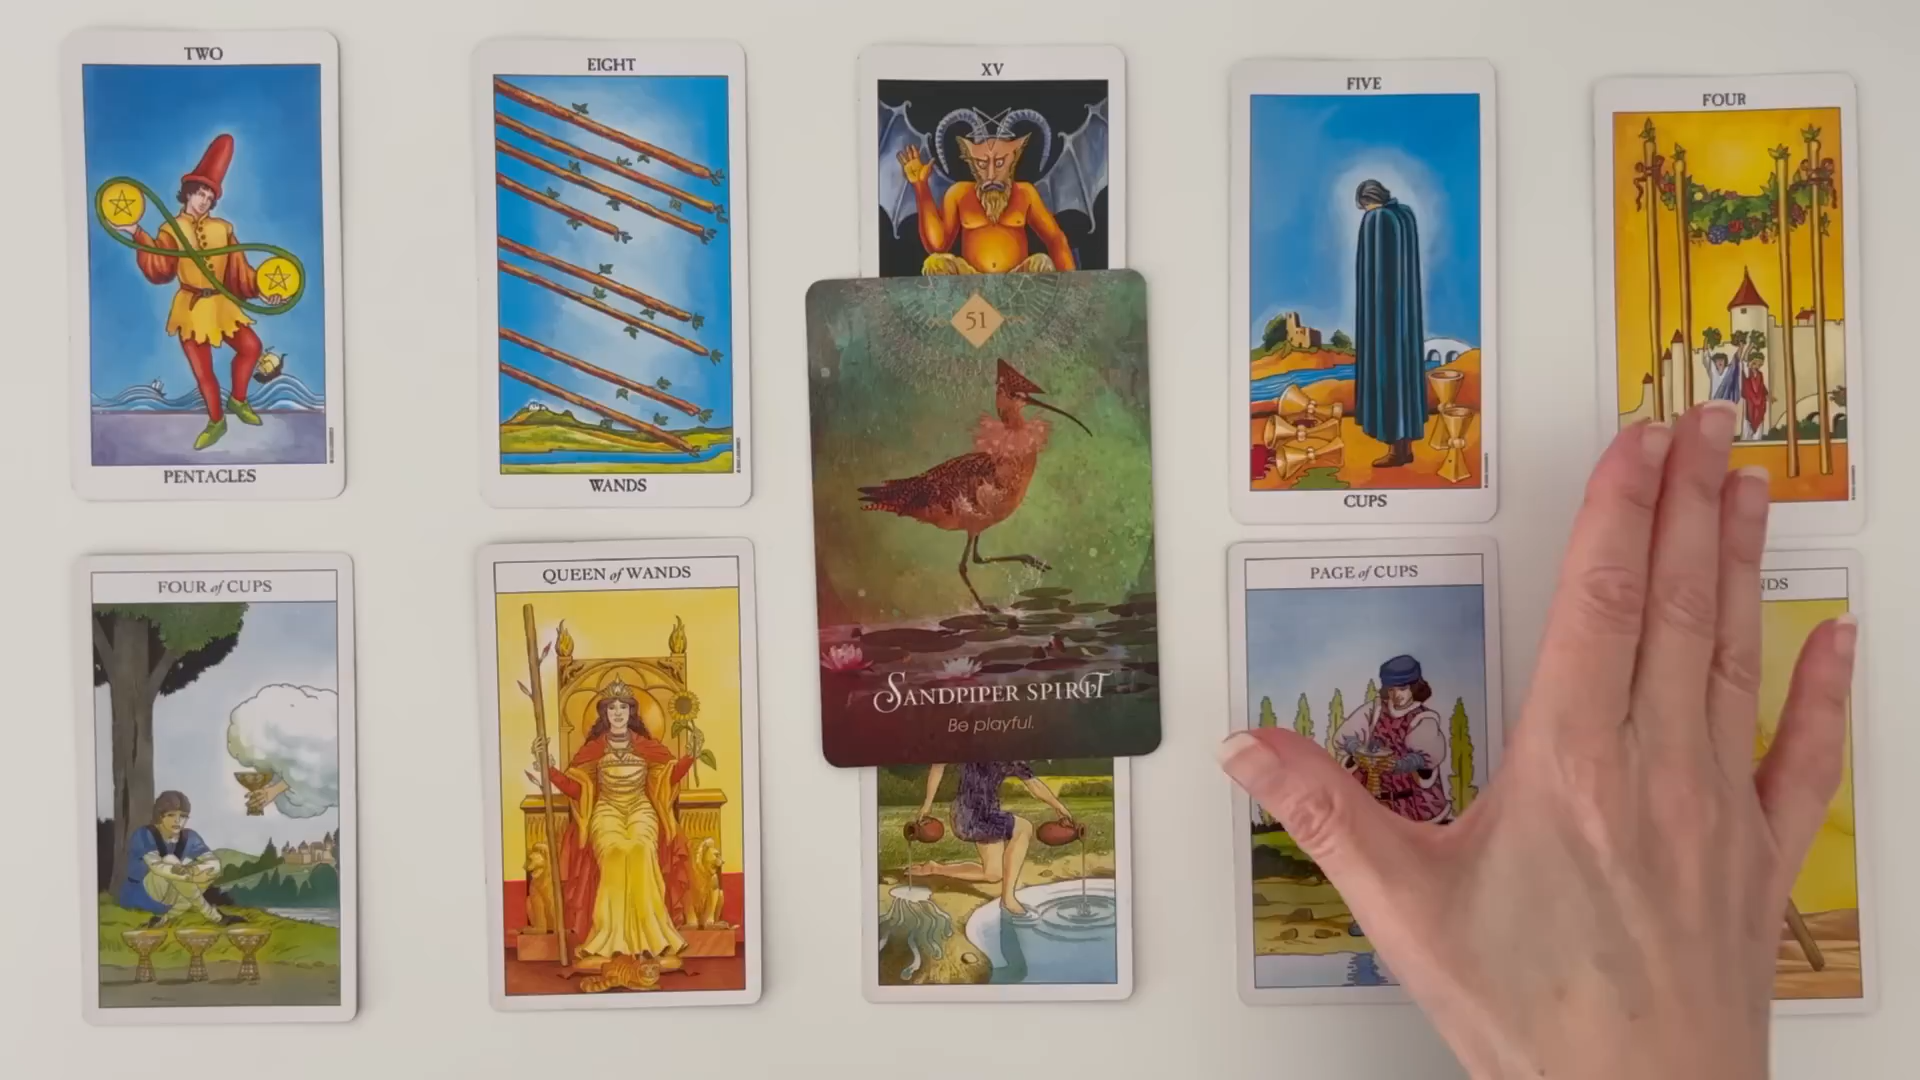 TWO
PENTACLES
EIGHT
WANDS
XV
FIVE
CUPS
FOUR
51
SANDPIPER SPIRIT
Be playful.
FOUR of CUPS
QUEEN of WANDS
PAGE of CUPS
NDS